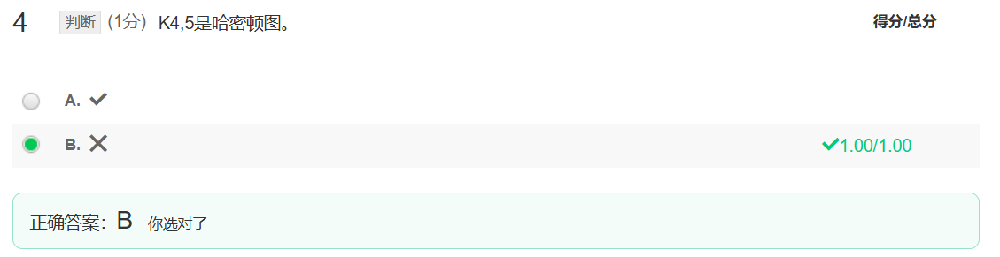 4 判断 (1分) K4,5是哈密顿图。 得分/总分
A. ✓
B. ✕ ✓1.00/1.00
正确答案：B 你选对了